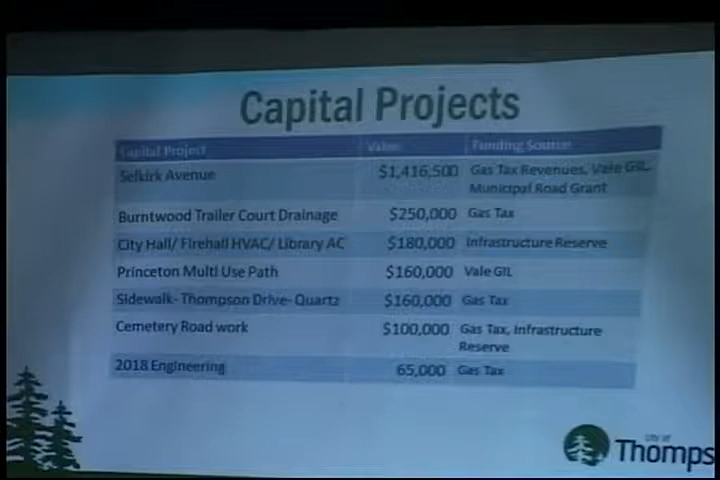 Capital Projects
Capital Project Value Funding Source
Selkirk Avenue $1,416,500 Gas Tax Revenues, Vale GIL,
Municipal Road Grant
Burntwood Trailer Court Drainage $250,000 Gas Tax
City Hall/ Firehall HVAC/ Library AC $180,000 Infrastructure Reserve
Princeton Multi Use Path $160,000 Vale GIL
Sidewalk- Thompson Drive- Quartz $160,000 Gas Tax
Cemetery Road work $100,000 Gas Tax, Infrastructure
Reserve
2018 Engineering 65,000 Gas Tax
City of
Thomps